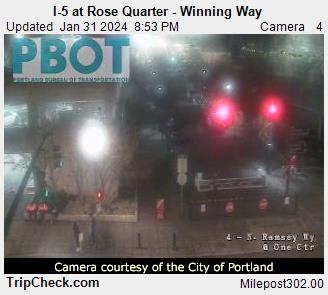 I-5 at Rose Quarter - Winning Way
Updated Jan 31 2024 8:53 PM Camera 4
PBOT
PORTLAND BUREAU OF TRANSPORTATION
4 - N. Ramsey Wy
@ One Ctr
Camera courtesy of the City of Portland
TripCheck.com Milepost302.00